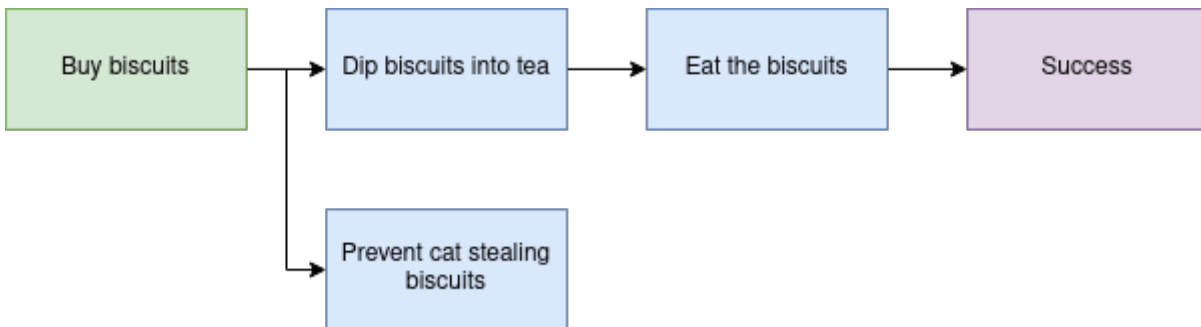 Buy biscuits
Dip biscuits into tea
Eat the biscuits
Success
Prevent cat stealing
biscuits